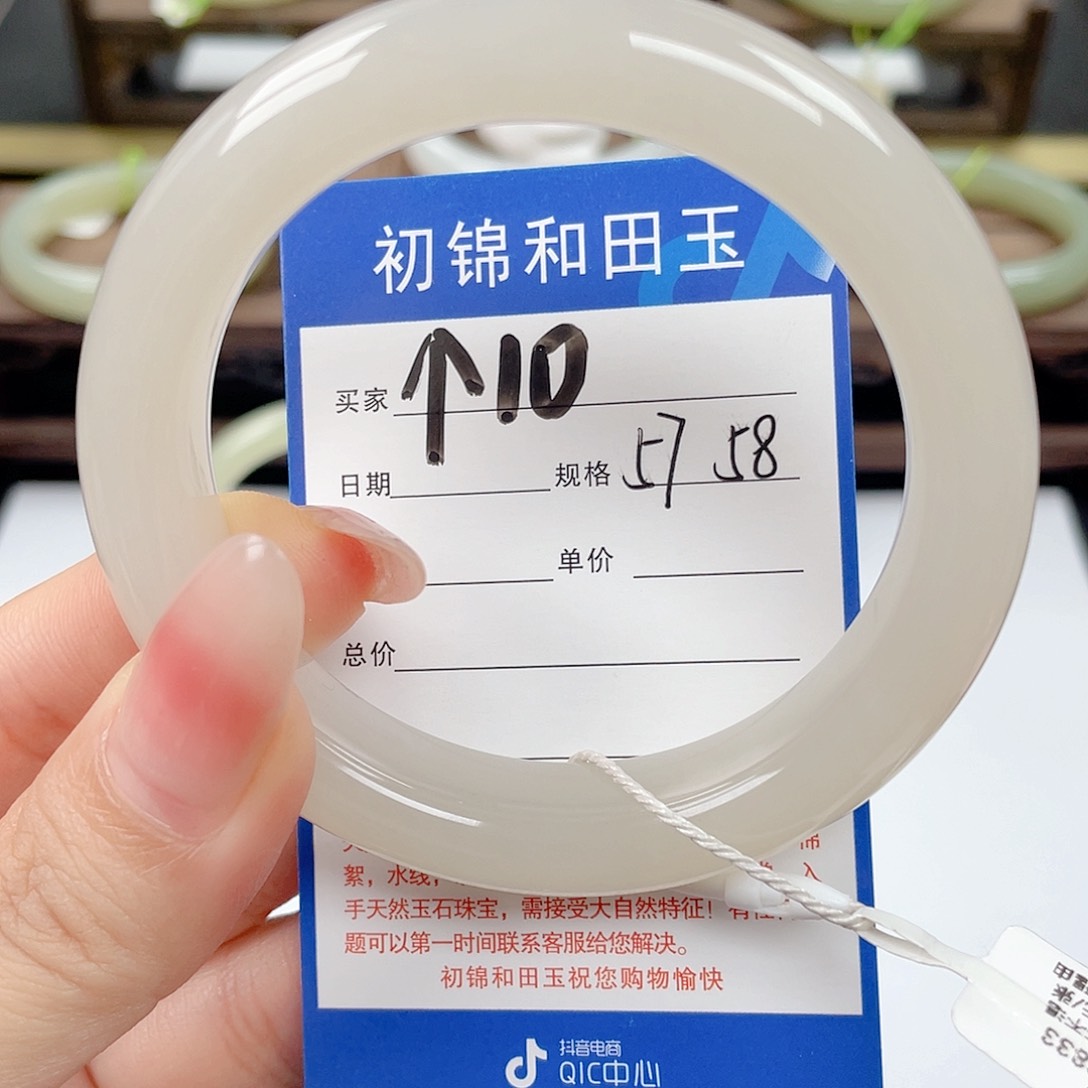 初锦和田玉
买家 ↑10
日期 规格 57 58
单价
总价
絮，水线，
手天然玉石珠宝，需接受大自然特征！
题可以第一时间联系客服给您解决。
初锦和田玉祝您购物愉快
抖音电商
QIC中心